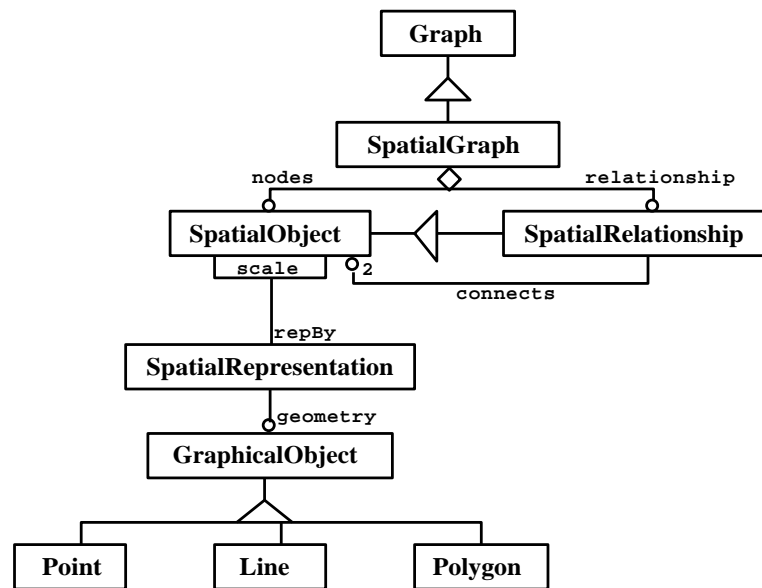 Graph
SpatialGraph
nodes
relationship
SpatialObject
SpatialRelationship
scale
2
connects
repBy
SpatialRepresentation
geometry
GraphicalObject
Point
Line
Polygon